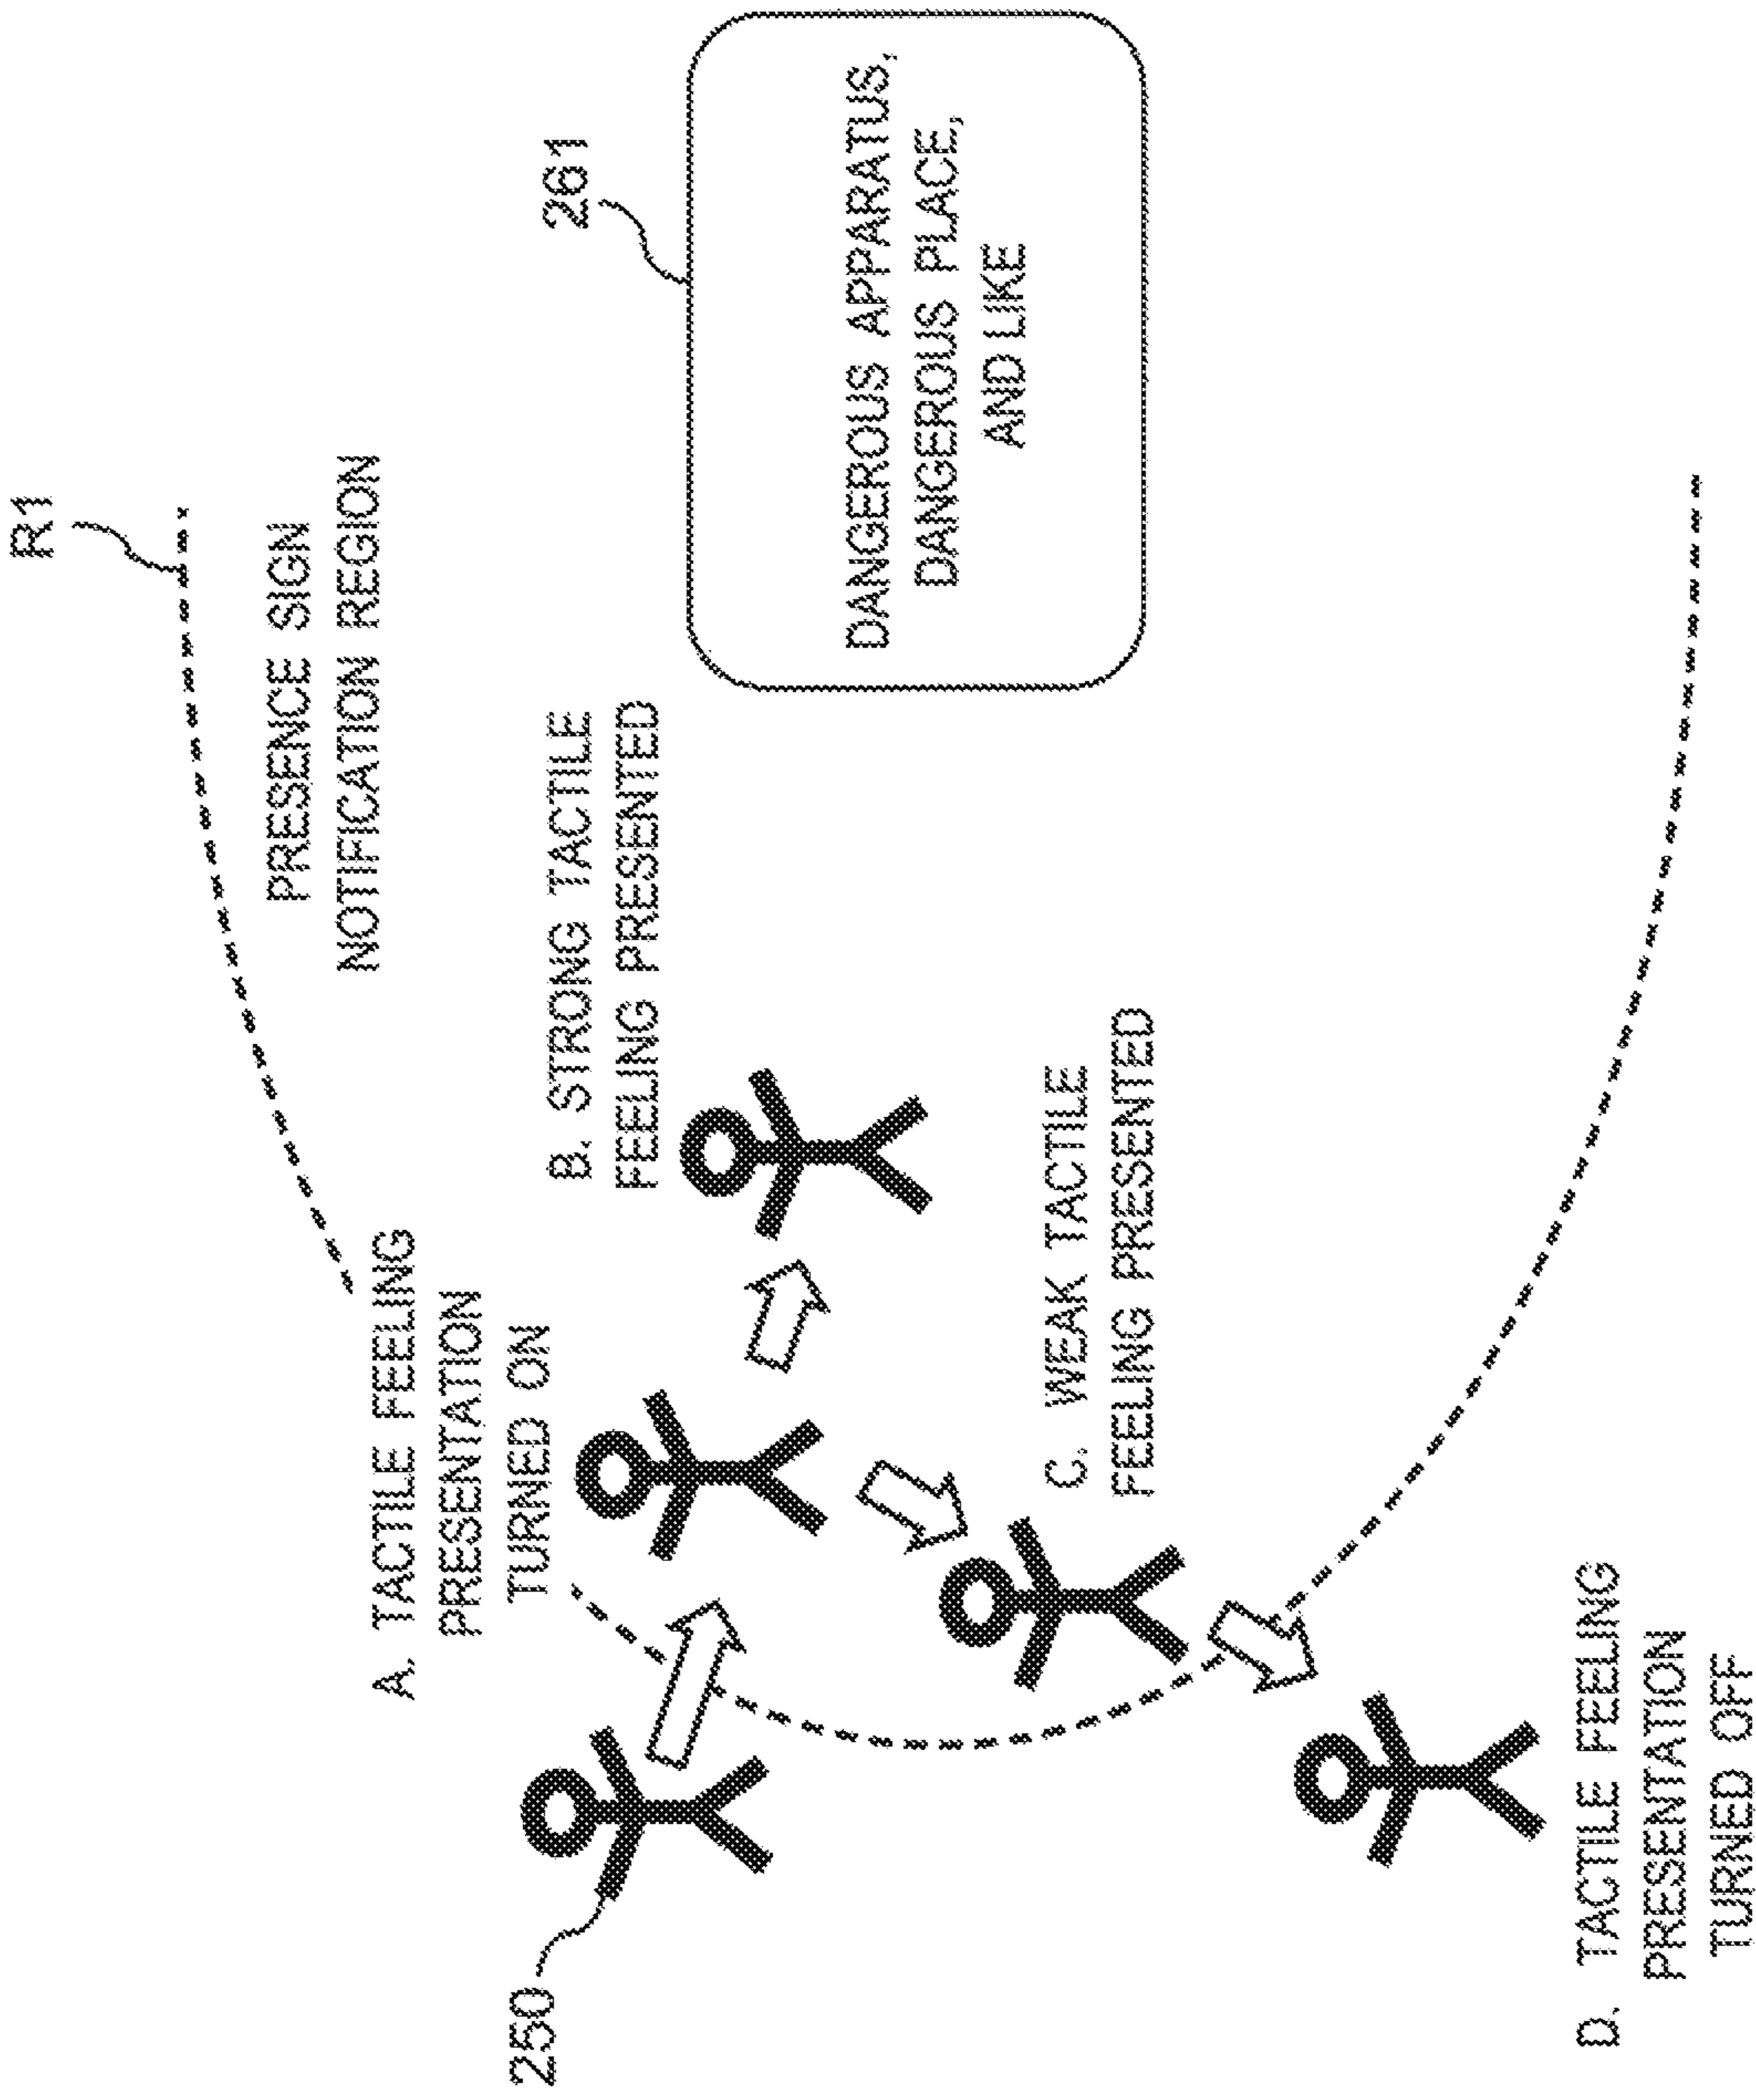 R1
PRESENCE SIGN
NOTIFICATION REGION
A. TACTILE FEELING
PRESENTATION
TURNED ON
B. STRONG TACTILE
FEELING PRESENTED
261
DANGEROUS APPARATUS,
DANGEROUS PLACE,
AND LIKE
250
C. WEAK TACTILE
FEELING PRESENTED
D. TACTILE FEELING
PRESENTATION
TURNED OFF